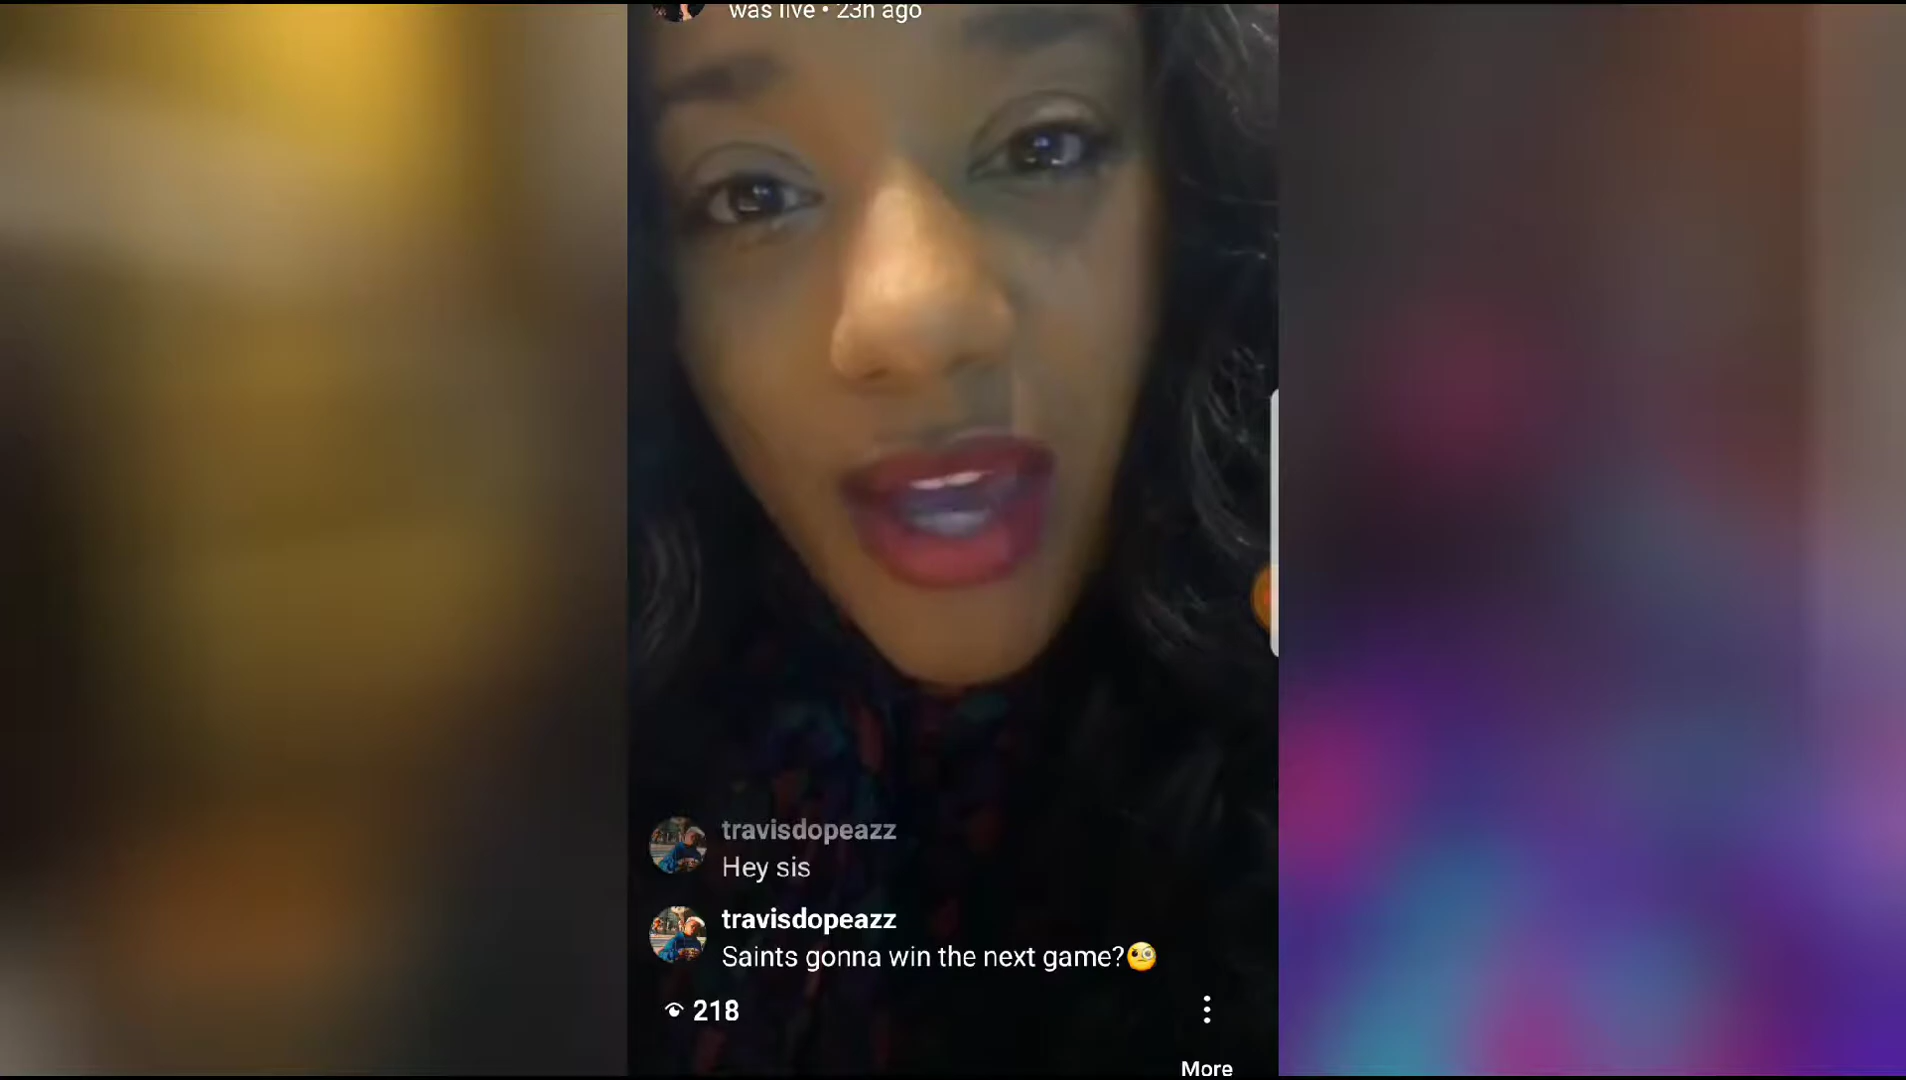 was live • 23h ago
travisdopeazz
Hey sis
travisdopeazz
Saints gonna win the next game?🧐
218
More